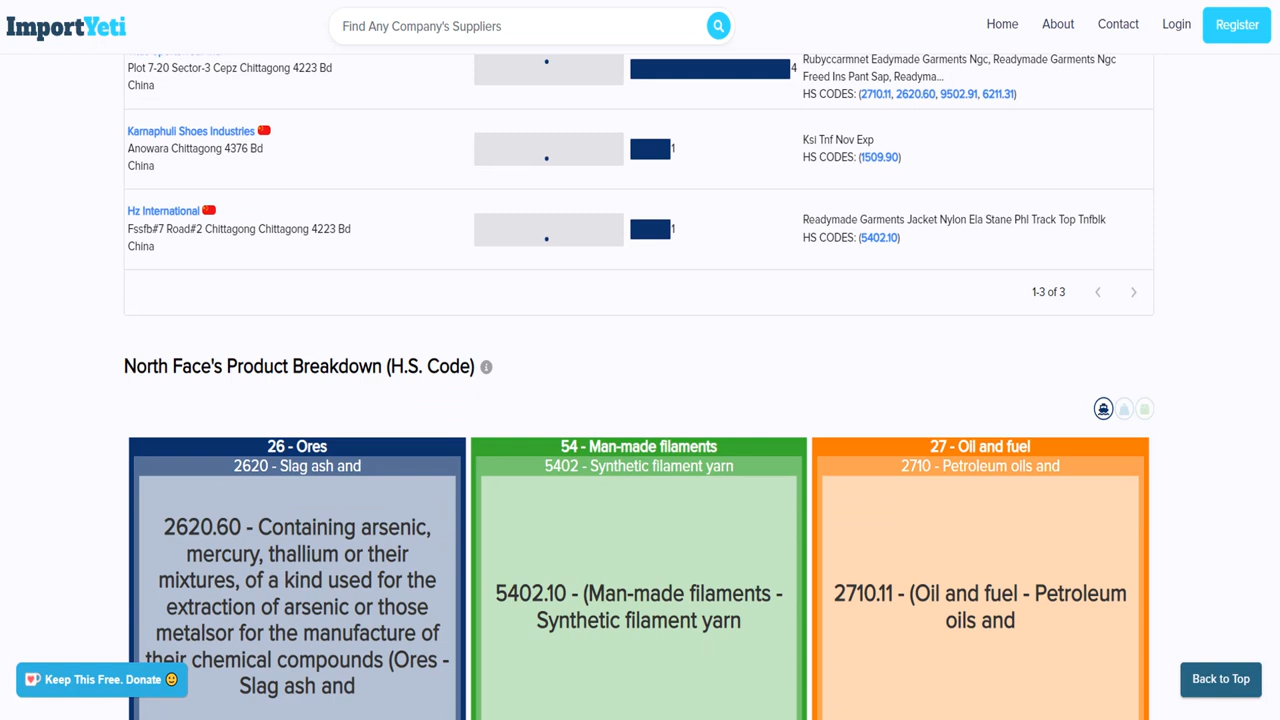 ImportYeti
Find Any Company's Suppliers
Home
About
Contact
Login
Register
Plot 7-20 Sector-3 Cepz Chittagong 4223 Bd
China
4
Rubyccarmnet Eadymade Garments Ngc, Readymade Garments Ngc
Freed Ins Pant Sap, Readyma...
HS CODES: (2710.11, 2620.60, 9502.91, 6211.31)
Karnaphuli Shoes Industries
Anowara Chittagong 4376 Bd
China
1
Ksi Tnf Nov Exp
HS CODES: (1509.90)
Hz International
Fssfb#7 Road#2 Chittagong Chittagong 4223 Bd
China
1
Readymade Garments Jacket Nylon Ela Stane Phl Track Top Tnfblk
HS CODES: (5402.10)
1-3 of 3
North Face's Product Breakdown (H.S. Code)
26 - Ores
2620 - Slag ash and
2620.60 - Containing arsenic,
mercury, thallium or their
mixtures, of a kind used for the
extraction of arsenic or those
metalsor for the manufacture of
their chemical compounds (Ores -
Slag ash and
54 - Man-made filaments
5402 - Synthetic filament yarn
5402.10 - (Man-made filaments -
Synthetic filament yarn
27 - Oil and fuel
2710 - Petroleum oils and
2710.11 - (Oil and fuel - Petroleum
oils and
Keep This Free. Donate
Back to Top